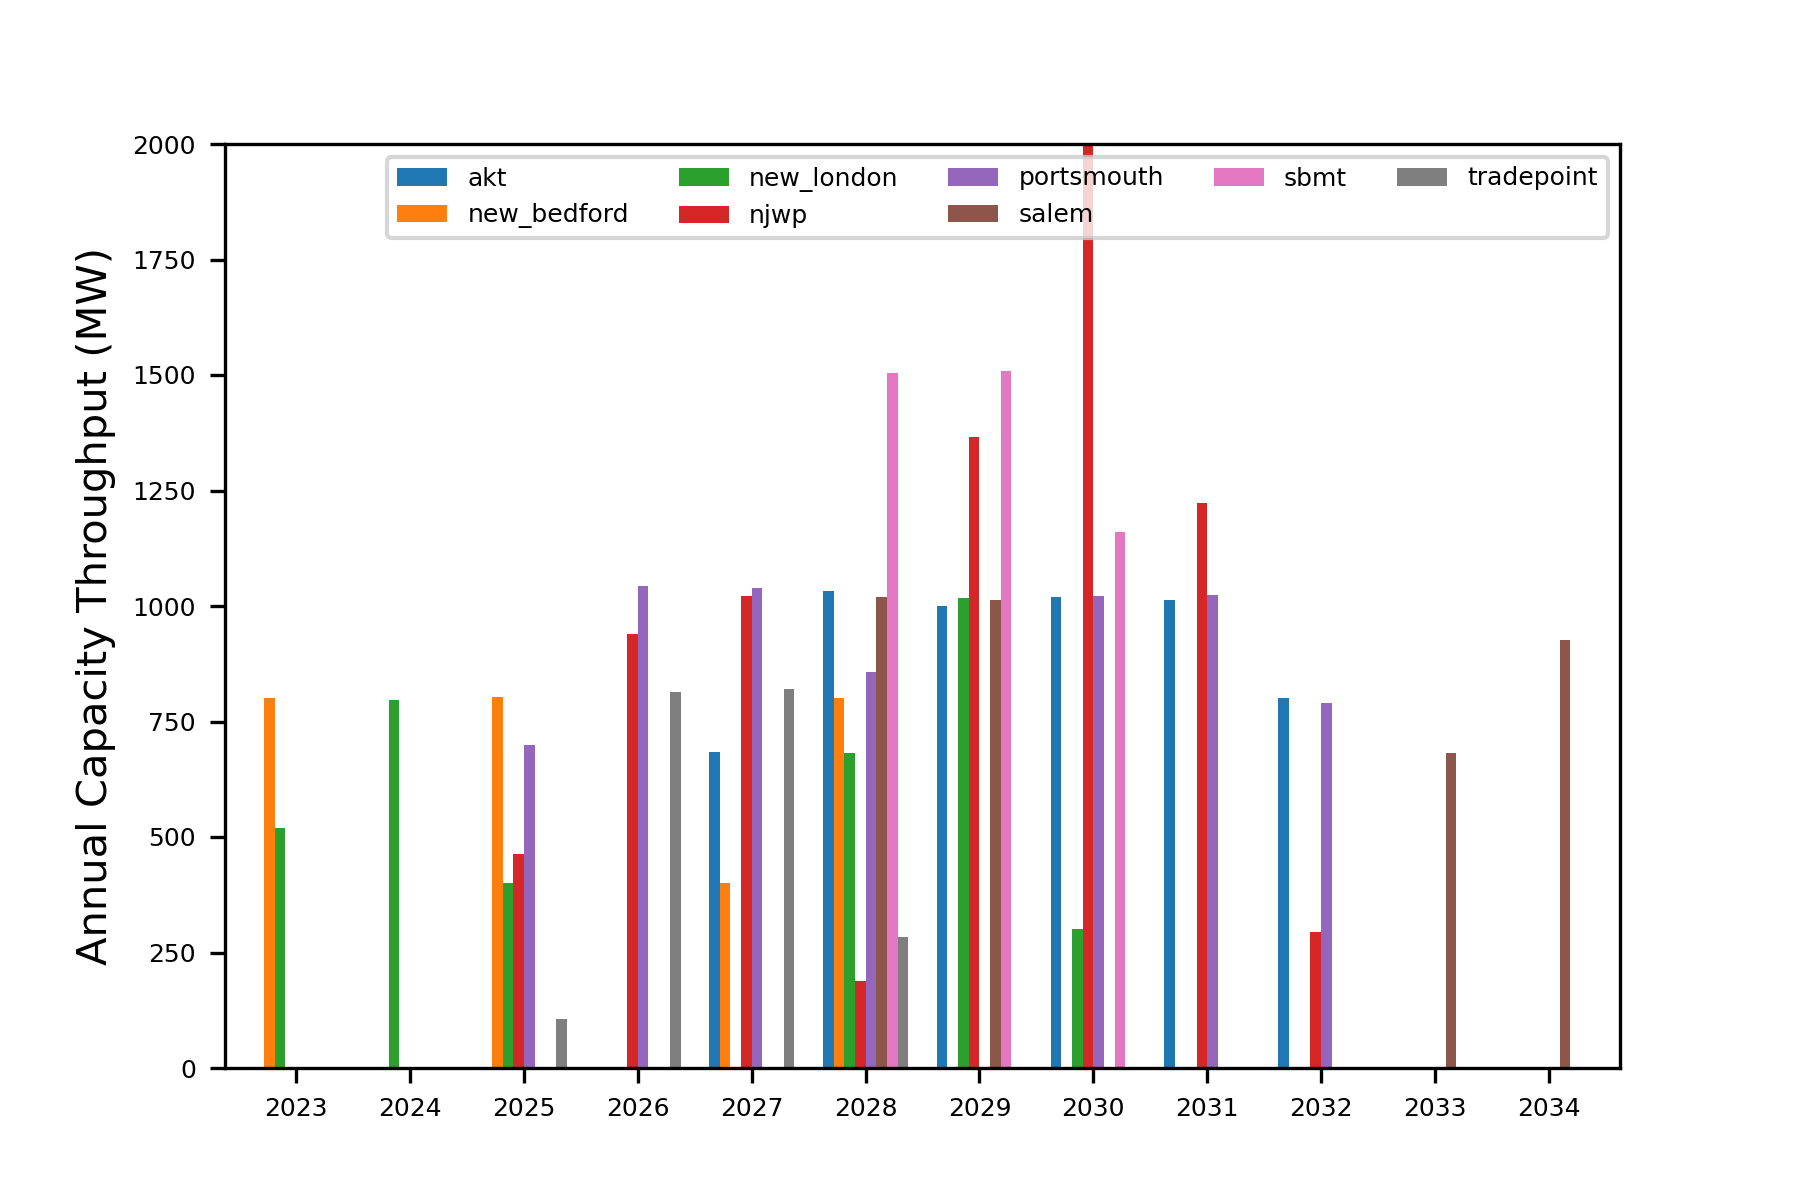 Annual Capacity Throughput (MW)
2000
1750
1500
1250
1000
750
500
250
0
akt
new_bedford
new_london
njwp
portsmouth
salem
sbmt
tradepoint
2023 2024 2025 2026 2027 2028 2029 2030 2031 2032 2033 2034